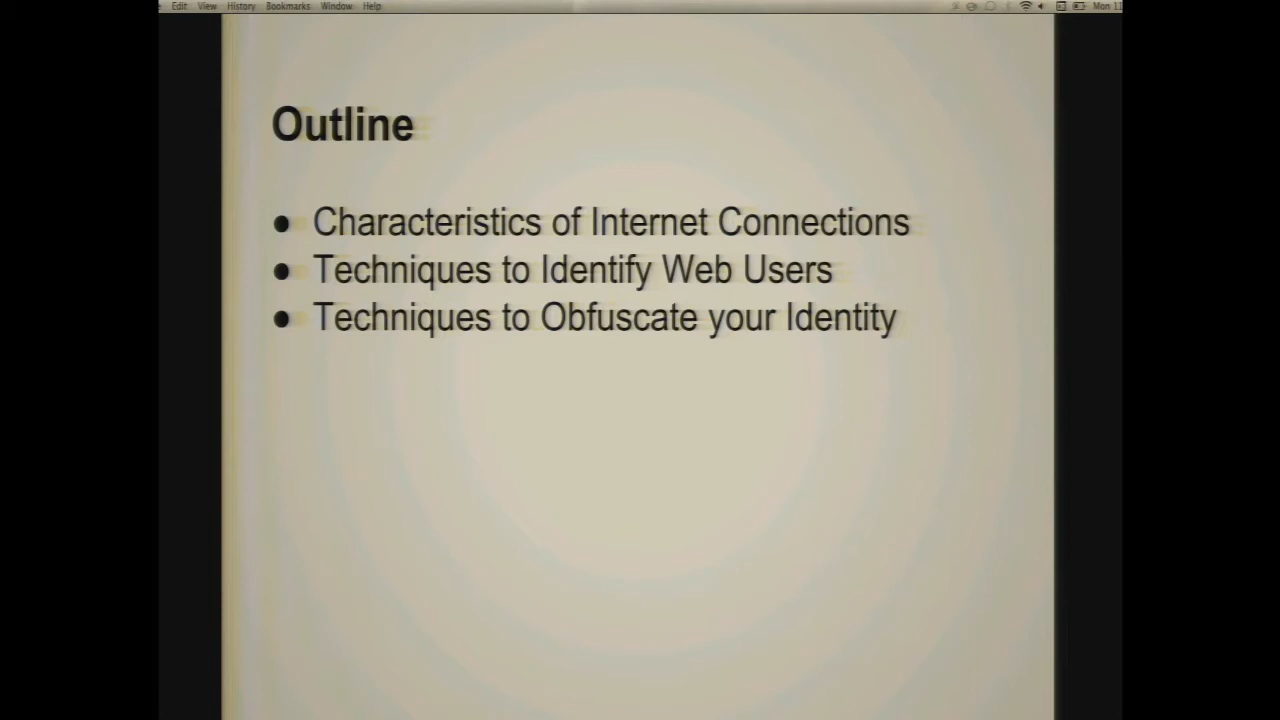 Edit View History Bookmarks Window Help Mon 11
Outline
● Characteristics of Internet Connections
● Techniques to Identify Web Users
● Techniques to Obfuscate your Identity